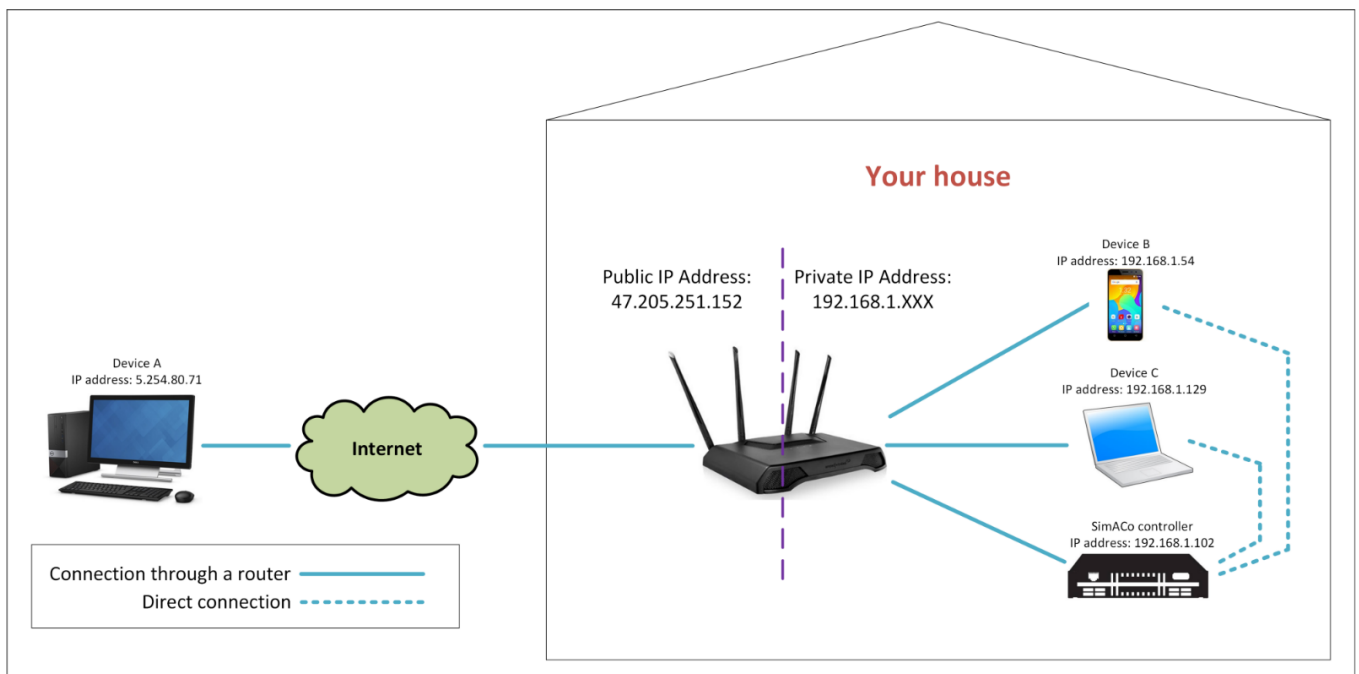 Your house
Device B
IP address: 192.168.1.54
Public IP Address:
47.205.251.152
Private IP Address:
192.168.1.XXX
Device A
IP address: 5.254.80.71
Device C
IP address: 192.168.1.129
Internet
SimACo controller
IP address: 192.168.1.102
Connection through a router
Direct connection